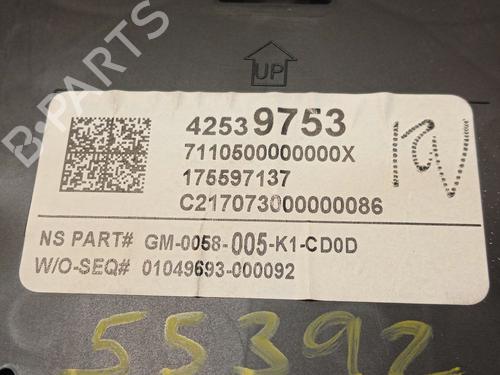 B-PARTS
UP
42539753
7110500000000X
175597137
C217073000000086
NS PART# GM-0058-005-K1-CD0D
W/O-SEQ# 01049693-000092
55392